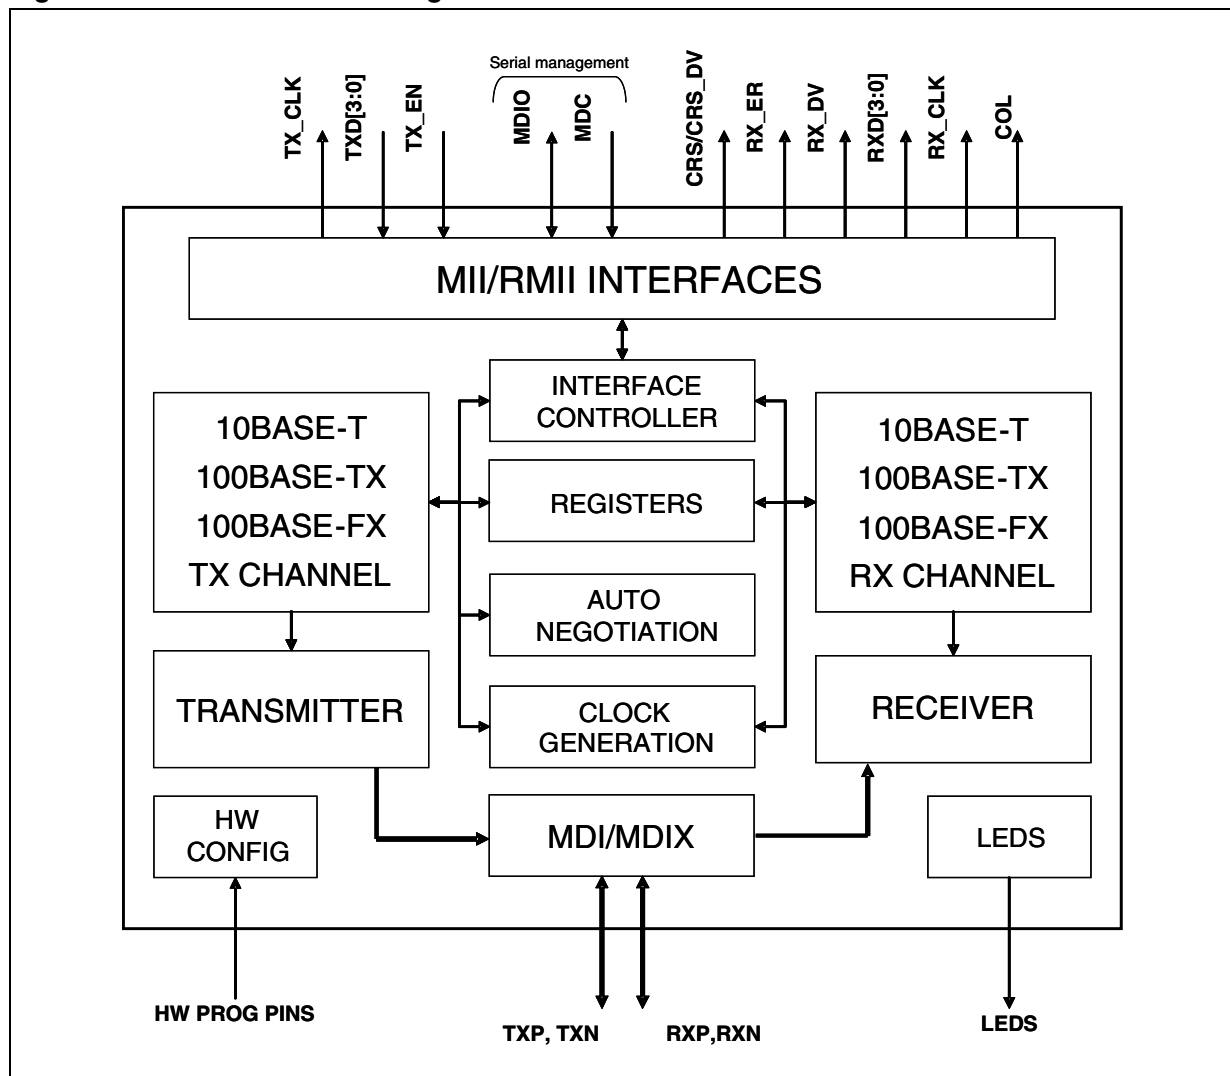 Serial management
TX_CLK
TXD[3:0]
TX_EN
MDIO
MDC
CRS/CRS_DV
RX_ER
RX_DV
RXD[3:0]
RX_CLK
COL
MII/RMII INTERFACES
INTERFACE
CONTROLLER
10BASE-T
100BASE-TX
100BASE-FX
TX CHANNEL
REGISTERS
10BASE-T
100BASE-TX
100BASE-FX
RX CHANNEL
AUTO
NEGOTIATION
TRANSMITTER
CLOCK
GENERATION
RECEIVER
HW
CONFIG
MDI/MDIX
LEDS
HW PROG PINS
TXP, TXN
RXP,RXN
LEDS